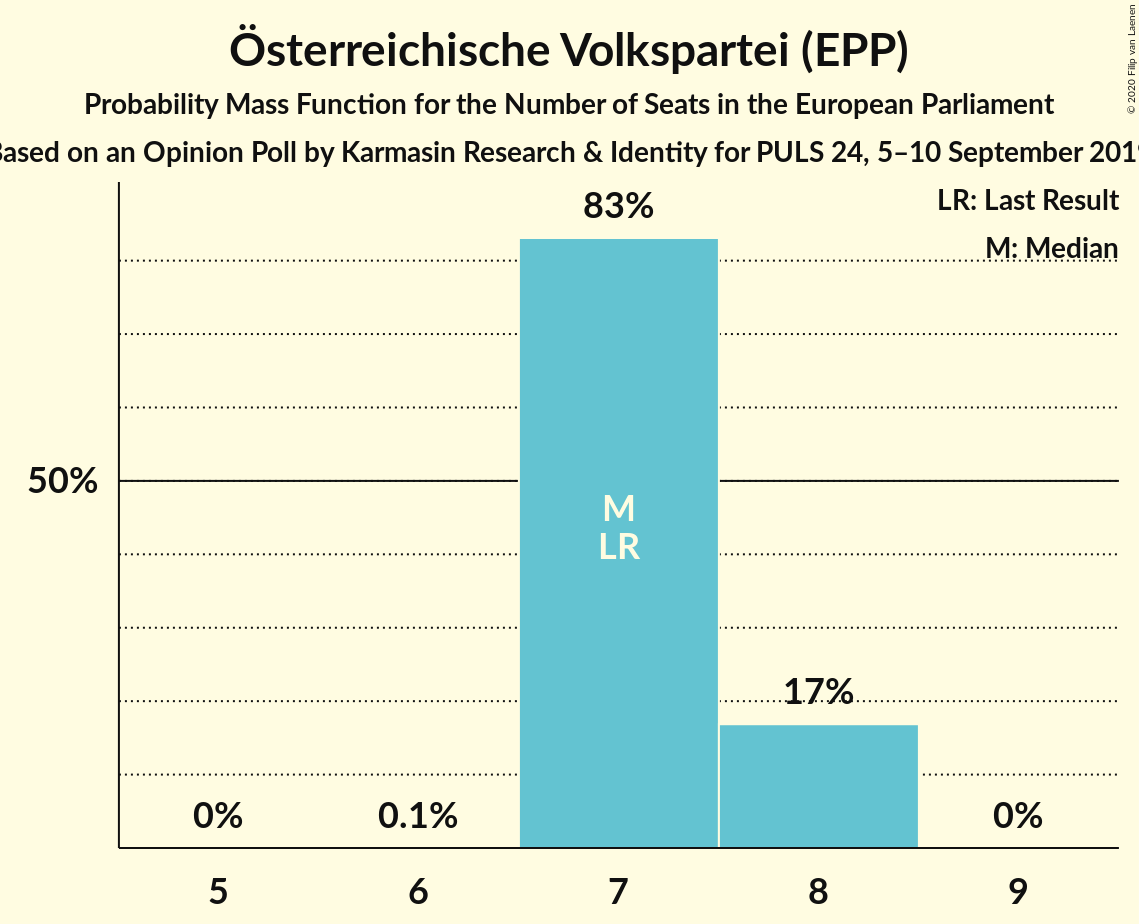 Österreichische Volkspartei (EPP)
Probability Mass Function for the Number of Seats in the European Parliament
Based on an Opinion Poll by Karmasin Research & Identity for PULS 24, 5–10 September 2019
© 2020 Filip van Laenen
LR: Last Result
M: Median
83%
50%
M
LR
17%
0%
0.1%
0%
5
6
7
8
9